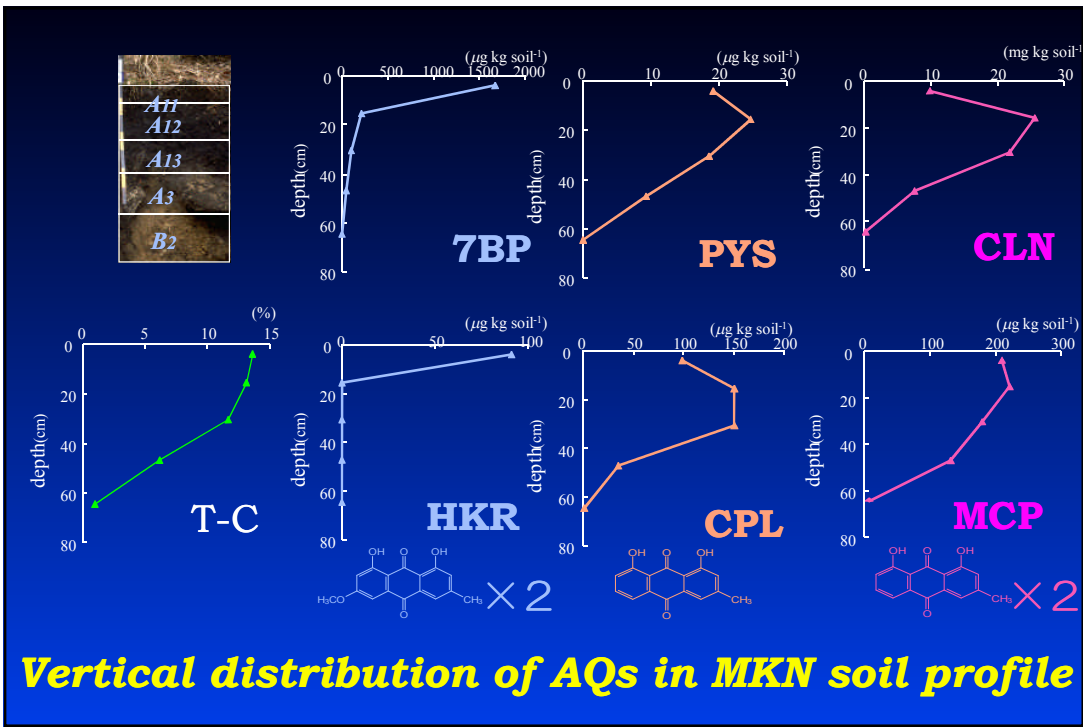 A11
A12
A13
A3
B2
(μg kg soil-1)
0 500 1000 1500 2000
0
20
40
60
80
depth(cm)
7BP
(μg kg soil-1)
0 10 20 30
0
20
40
60
80
depth(cm)
PYS
(mg kg soil-1)
0 10 20 30
0
20
40
60
80
depth(cm)
CLN
(%)
0 5 10 15
0
20
40
60
80
depth(cm)
T-C
(μg kg soil-1)
0 50 100
0
20
40
60
80
depth(cm)
HKR
(μg kg soil-1)
0 50 100 150 200
0
20
40
60
80
depth(cm)
CPL
(μg kg soil-1)
0 100 200 300
0
20
40
60
80
depth(cm)
MCP
OH O OH
H3CO CH3 ×2
O
OH O OH
CH3
O
OH O OH
CH3 ×2
O
Vertical distribution of AQs in MKN soil profile